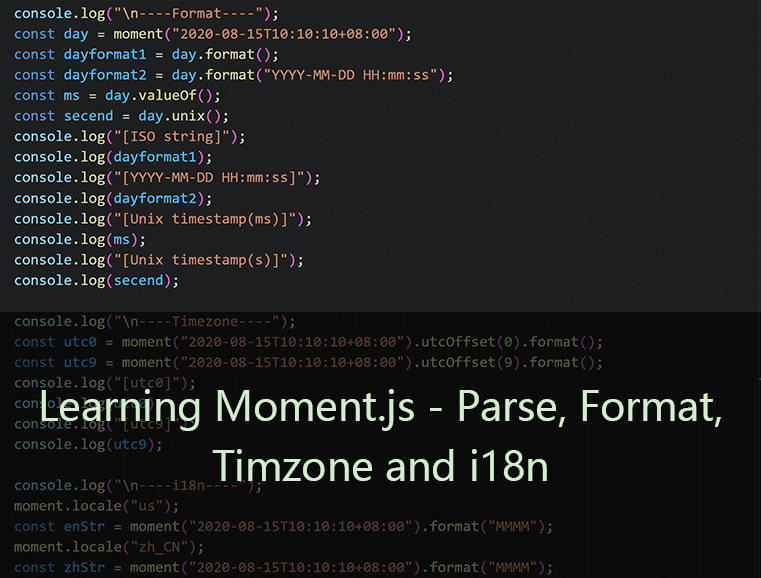 console.log("\n----Format----");
const day = moment("2020-08-15T10:10:10+08:00");
const dayformat1 = day.format();
const dayformat2 = day.format("YYYY-MM-DD HH:mm:ss");
const ms = day.valueOf();
const secend = day.unix();
console.log("[ISO string]");
console.log(dayformat1);
console.log("[YYYY-MM-DD HH:mm:ss]");
console.log(dayformat2);
console.log("[Unix timestamp(ms)]");
console.log(ms);
console.log("[Unix timestamp(s)]");
console.log(secend);
console.log("\n----Timezone----");
const utc0 = moment("2020-08-15T10:10:10+08:00").utcOffset(0).format();
const utc9 = moment("2020-08-15T10:10:10+08:00").utcOffset(9).format();
console.log("[utc0]");
Learning Moment.js - Parse, Format,
console.log("[utc9]");
console.log(utc9);
Timzone and i18n
console.log("\n----i18n----");
moment.locale("us");
const enStr = moment("2020-08-15T10:10:10+08:00").format("MMMM");
moment.locale("zh_CN");
const zhStr = moment("2020-08-15T10:10:10+08:00").format("MMMM");